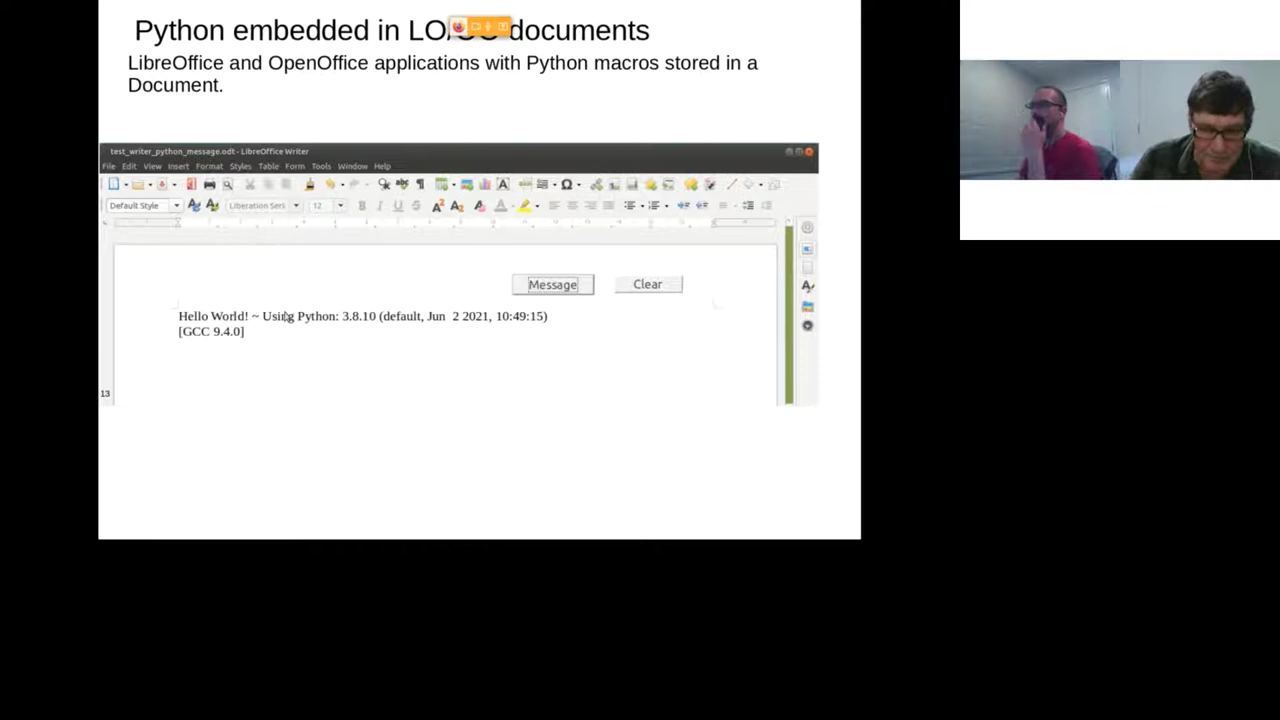 Python embedded in LO/OO documents
LibreOffice and OpenOffice applications with Python macros stored in a
Document.
test_writer_python_message.odt - LibreOffice Writer
File Edit View Insert Format Styles Table Form Tools Window Help
Default Style Liberation Seri 12
Message Clear
Hello World! ~ Using Python: 3.8.10 (default, Jun 2 2021, 10:49:15)
[GCC 9.4.0]
13